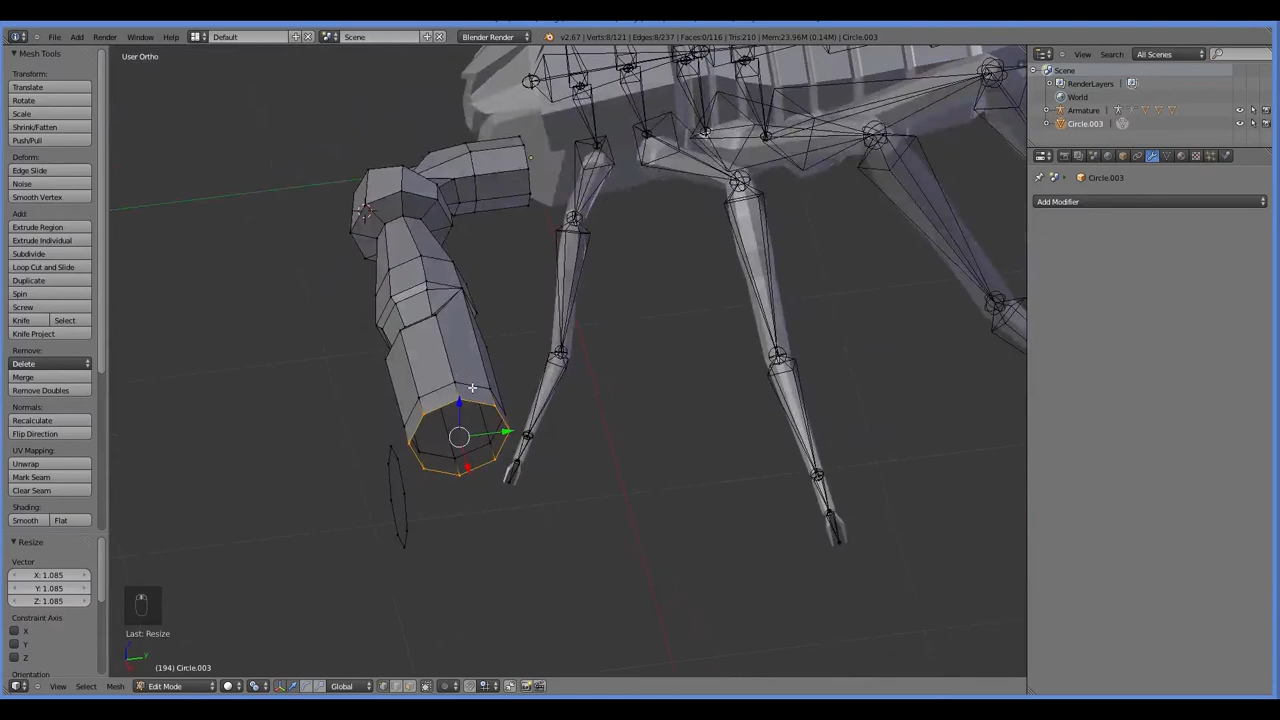 File Add Render Window Help Default Scene Blender Render v2.67 | Verts:8/121 | Edges:8/237 | Faces:0/116 | Tris:210 | Mem:23.96M (0.14M) | Circle.003
Mesh Tools
Transform:
Translate
Rotate
Scale
Shrink/Fatten
Push/Pull
Deform:
Edge Slide
Noise
Smooth Vertex
Add:
Extrude Region
Extrude Individual
Subdivide
Loop Cut and Slide
Duplicate
Spin
Screw
Knife Select
Knife Project
Remove:
Delete
Merge
Remove Doubles
Normals:
Recalculate
Flip Direction
UV Mapping:
Unwrap
Mark Seam
Clear Seam
Shading:
Smooth Flat
Resize
Vector
X: 1.085
Y: 1.085
Z: 1.085
Constraint Axis
X
Y
Z
Orientation
User Ortho
Last: Resize
z
y
(194) Circle.003
View Select Mesh Edit Mode Global
View Search All Scenes
Scene
RenderLayers
World
Armature
Circle.003
Circle.003
Add Modifier